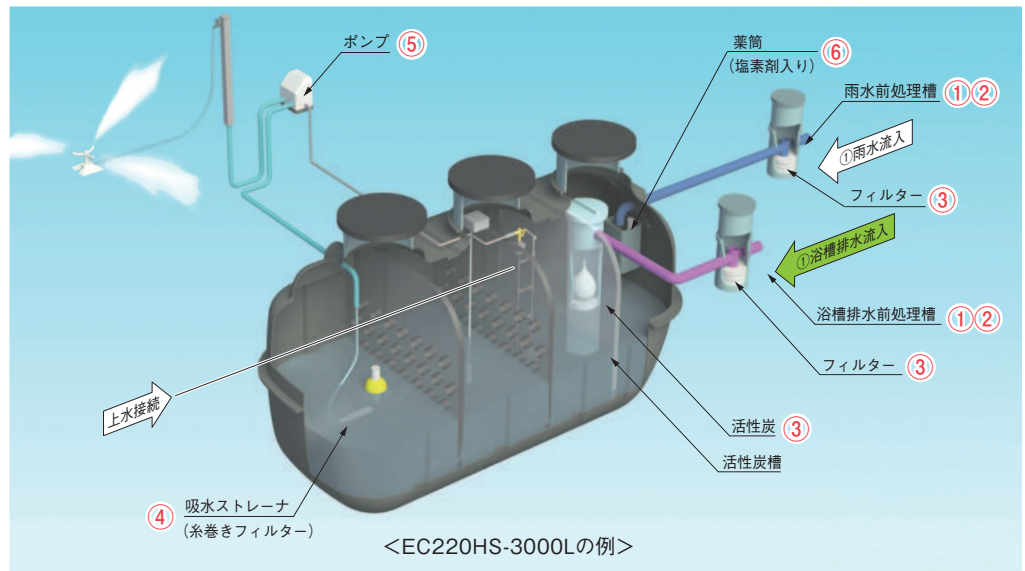 ポンプ ⑤
薬筒
(塩素剤入り) ⑥
雨水前処理槽 ①②
①雨水流入
フィルター ③
①浴槽排水流入
浴槽排水前処理槽 ①②
フィルター ③
上水接続
活性炭 ③
活性炭槽
④ 吸水ストレーナ
(糸巻きフィルター)
＜EC220HS-3000Lの例＞